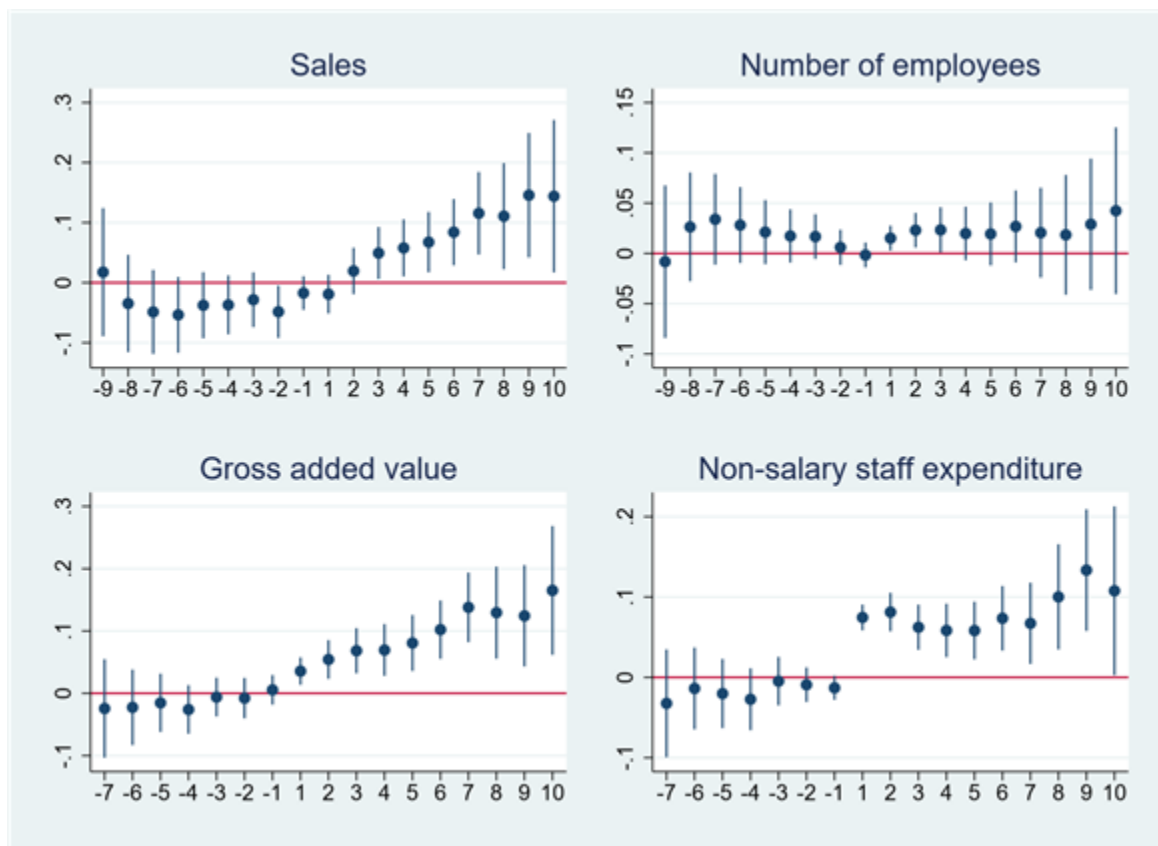 Sales
.3
.2
.1
0
-.1
-9 -8 -7 -6 -5 -4 -3 -2 -1 1 2 3 4 5 6 7 8 9 10
Number of employees
.15
.1
.05
0
-.05
-.1
-9 -8 -7 -6 -5 -4 -3 -2 -1 1 2 3 4 5 6 7 8 9 10
Gross added value
.3
.2
.1
0
-.1
-7 -6 -5 -4 -3 -2 -1 1 2 3 4 5 6 7 8 9 10
Non-salary staff expenditure
.2
.1
0
-.1
-7 -6 -5 -4 -3 -2 -1 1 2 3 4 5 6 7 8 9 10